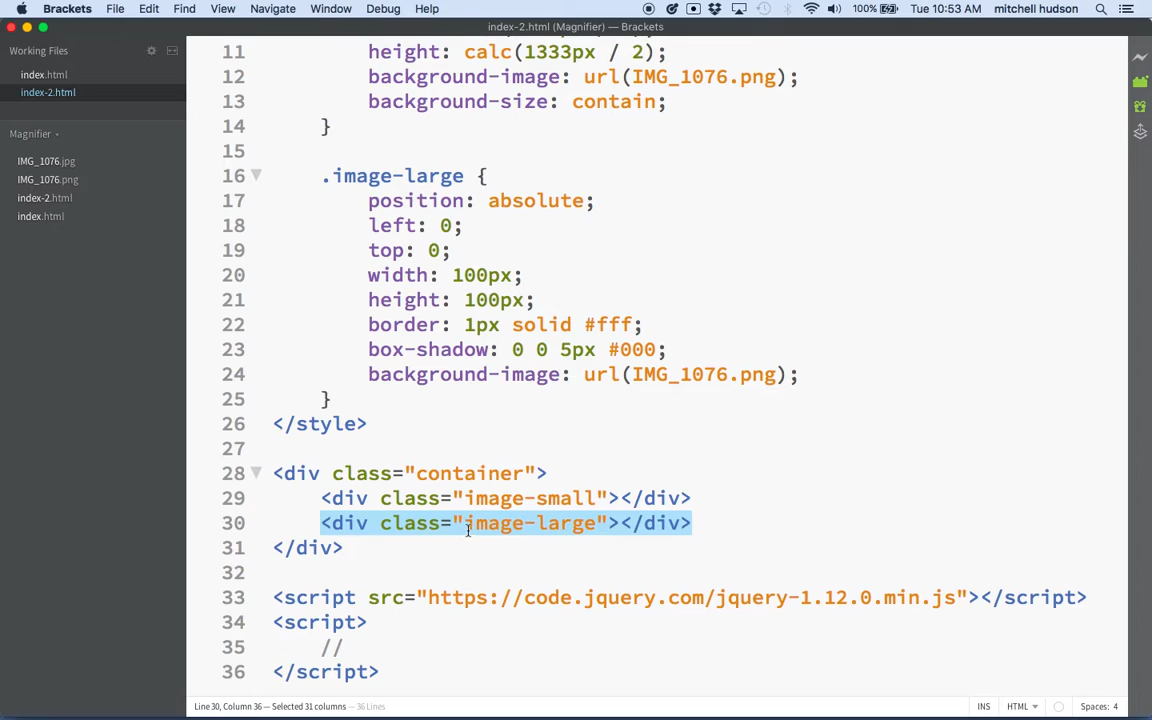 Brackets File Edit Find View Navigate Window Debug Help 100% Tue 10:53 AM mitchell hudson
index-2.html (Magnifier) — Brackets
Working Files
index.html
index-2.html
Magnifier
IMG_1076.jpg
IMG_1076.png
index-2.html
index.html
11 height: calc(1333px / 2);
12 background-image: url(IMG_1076.png);
13 background-size: contain;
14 }
15
16 .image-large {
17 position: absolute;
18 left: 0;
19 top: 0;
20 width: 100px;
21 height: 100px;
22 border: 1px solid #fff;
23 box-shadow: 0 0 5px #000;
24 background-image: url(IMG_1076.png);
25 }
26 </style>
27
28 <div class="container">
29 <div class="image-small"></div>
30 <div class="image-large"></div>
31 </div>
32
33 <script src="https://code.jquery.com/jquery-1.12.0.min.js"></script>
34 <script>
35 //
36 </script>
Line 30, Column 36 — Selected 31 columns — 36 Lines INS HTML Spaces: 4